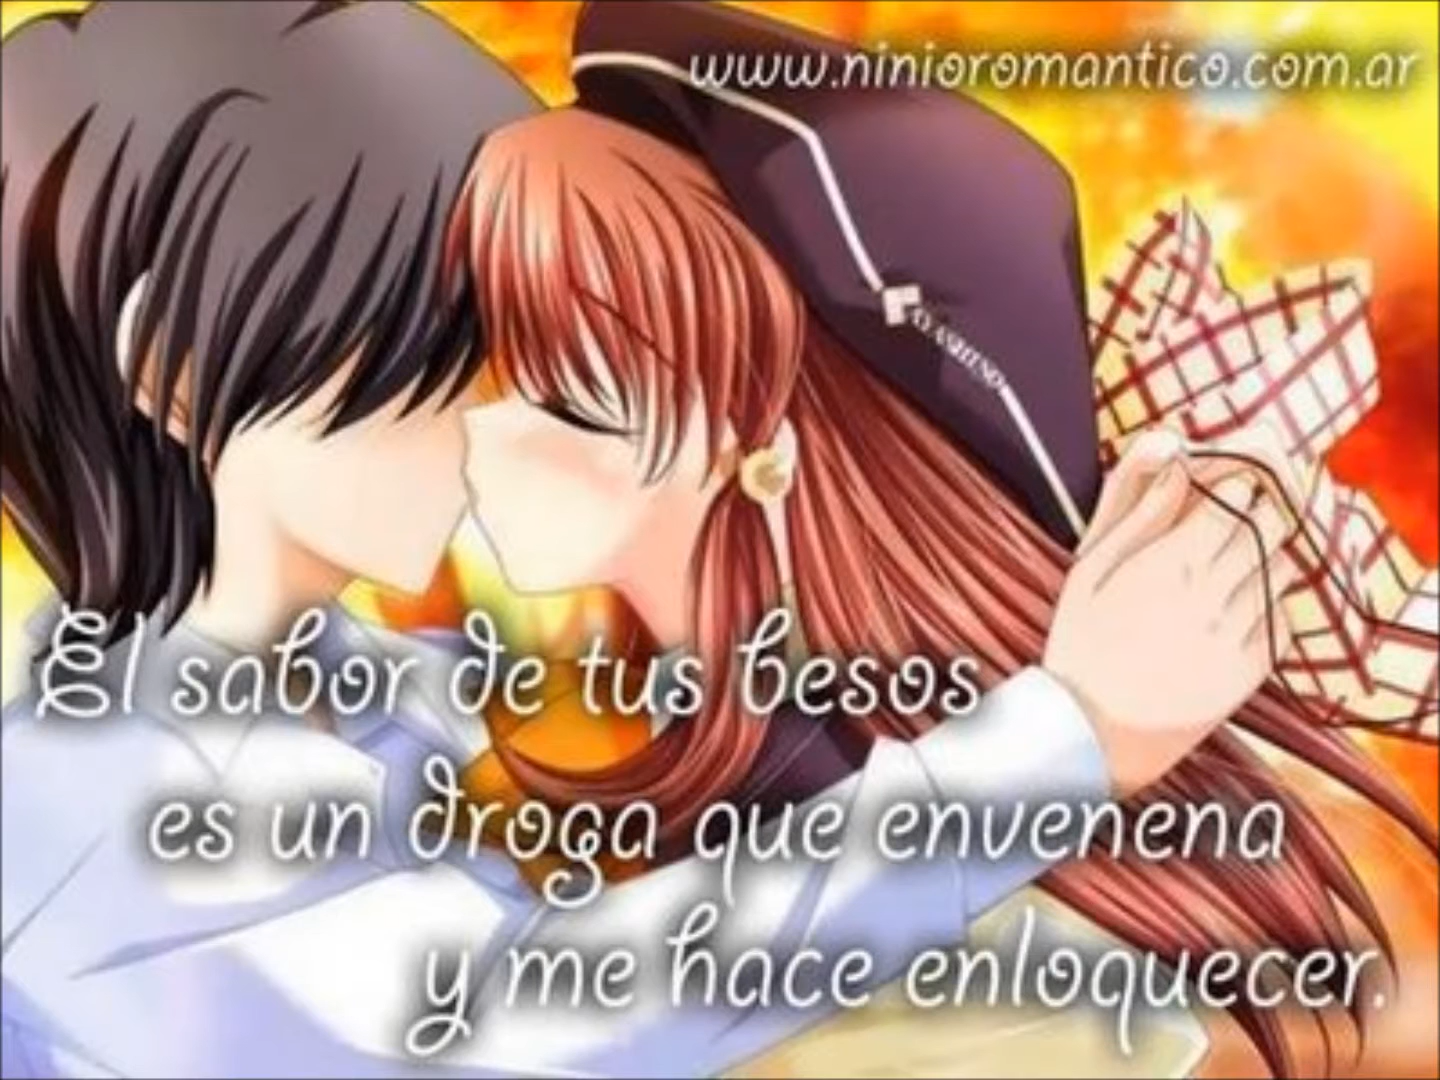 www.ninioromantico.com.ar
El sabor de tus besos
es un droga que envenena
y me hace enloquecer.